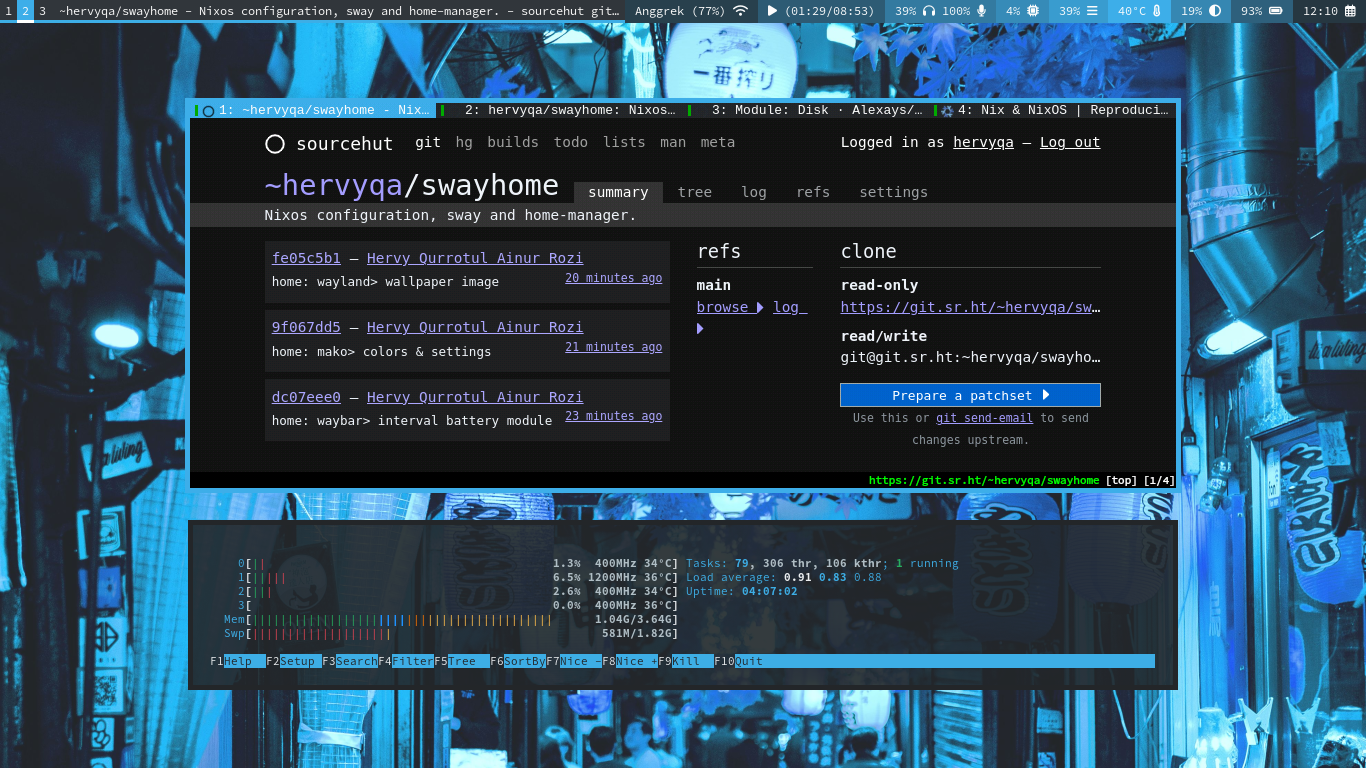 1 2 3 ~hervyqa/swayhome - Nixos configuration, sway and home-manager. - sourcehut git… Anggrek (77%) (01:29/08:53) 39% 100% 4% 39% 40°C 19% 93% 12:10
一番搾り
1: ~hervyqa/swayhome - Nix… 2: hervyqa/swayhome: Nixos… 3: Module: Disk · Alexays/… 4: Nix & NixOS | Reproduci…
sourcehut git hg builds todo lists man meta Logged in as hervyqa — Log out
~hervyqa/swayhome summary tree log refs settings
Nixos configuration, sway and home-manager.
fe05c5b1 — Hervy Qurrotul Ainur Rozi
home: wayland> wallpaper image 20 minutes ago
9f067dd5 — Hervy Qurrotul Ainur Rozi
home: mako> colors & settings 21 minutes ago
dc07eee0 — Hervy Qurrotul Ainur Rozi
home: waybar> interval battery module 23 minutes ago
refs
main
browse log
clone
read-only
https://git.sr.ht/~hervyqa/sw…
read/write
git@git.sr.ht:~hervyqa/swayho…
Prepare a patchset
Use this or git send-email to send
changes upstream.
https://git.sr.ht/~hervyqa/swayhome [top] [1/4]
0[|| 1.3% 400MHz 34°C] Tasks: 79, 306 thr, 106 kthr; 1 running
1[||||| 6.5% 1200MHz 36°C] Load average: 0.91 0.83 0.88
2[||| 2.6% 400MHz 34°C] Uptime: 04:07:02
3[ 0.0% 400MHz 36°C]
Mem[|||||||||||||||||||||||||||||||||||||||||| 1.04G/3.64G]
Swp[|||||||||||||||||||| 581M/1.82G]
F1Help F2Setup F3SearchF4FilterF5Tree F6SortByF7Nice -F8Nice +F9Kill F10Quit